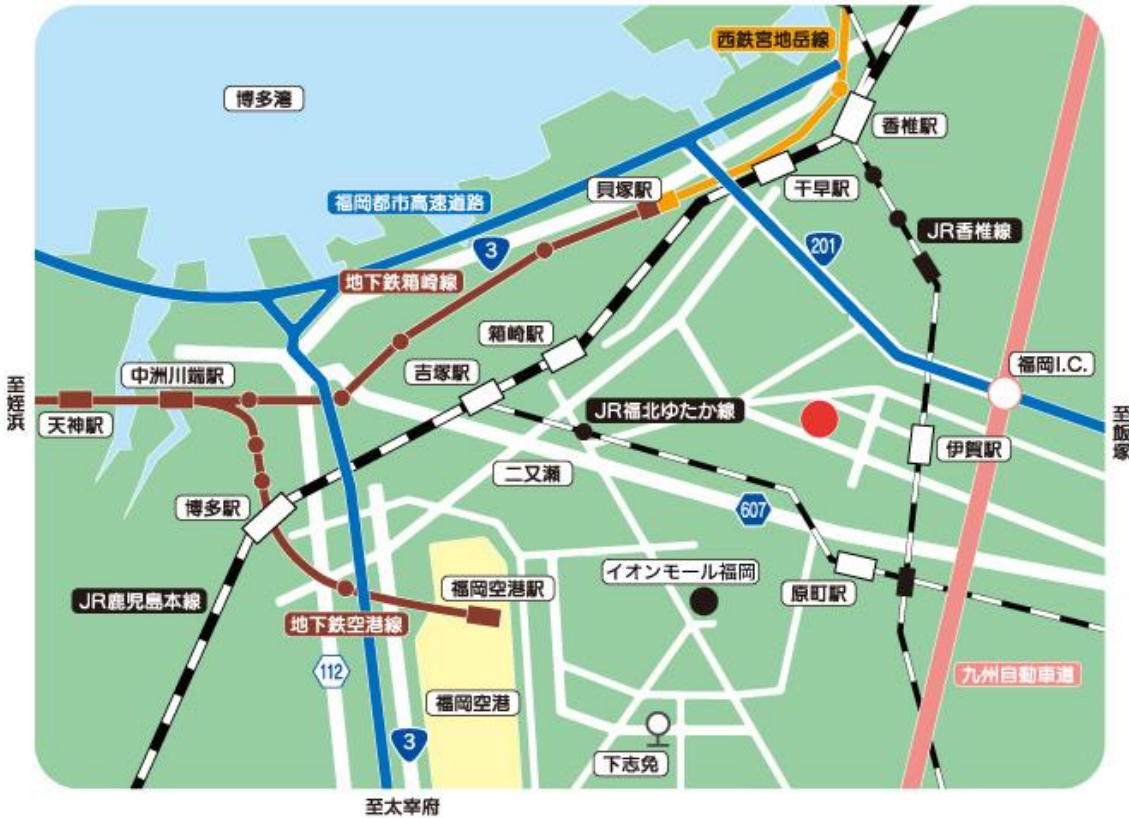 西鉄宮地岳線
博多湾
香椎駅
貝塚駅
千早駅
福岡都市高速道路
3
201
JR香椎線
地下鉄箱崎線
箱崎駅
福岡I.C.
中洲川端駅
吉塚駅
至姪浜
天神駅
JR福北ゆたか線
至飯塚
伊賀駅
二又瀬
博多駅
607
イオンモール福岡
福岡空港駅
原町駅
JR鹿児島本線
地下鉄空港線
112
九州自動車道
福岡空港
3
下志免
至太宰府